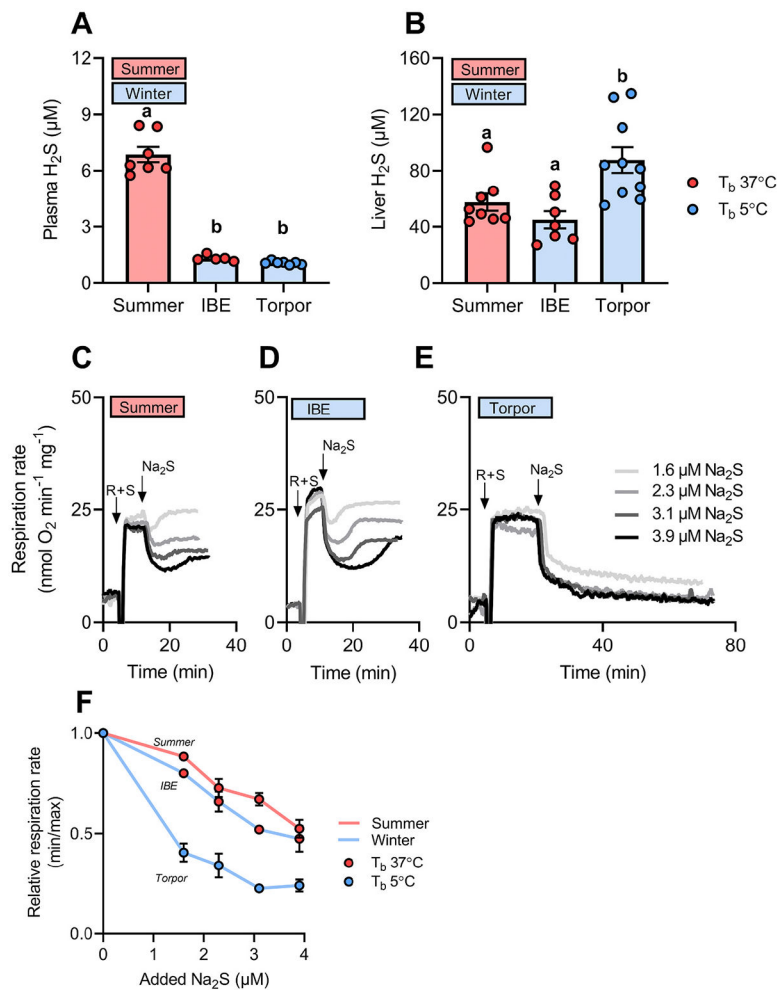 A
12
9
6
3
0
Plasma H₂S (μM)
Summer
Winter
a
b
b
Summer
IBE
Torpor
B
160
120
80
40
0
Liver H₂S (μM)
Summer
Winter
a
a
b
Summer
IBE
Torpor
T_b 37°C
T_b 5°C
C
Respiration rate
(nmol O₂ min⁻¹ mg⁻¹)
50
25
0
Summer
R+S
Na₂S
0
20
40
Time (min)
D
50
25
0
IBE
R+S
Na₂S
0
20
40
Time (min)
E
50
25
0
Torpor
R+S
Na₂S
1.6 μM Na₂S
2.3 μM Na₂S
3.1 μM Na₂S
3.9 μM Na₂S
0
40
80
Time (min)
F
Relative respiration rate
(min/max)
1.0
0.5
0.0
Summer
IBE
Torpor
0
1
2
3
4
Added Na₂S (μM)
Summer
Winter
T_b 37°C
T_b 5°C